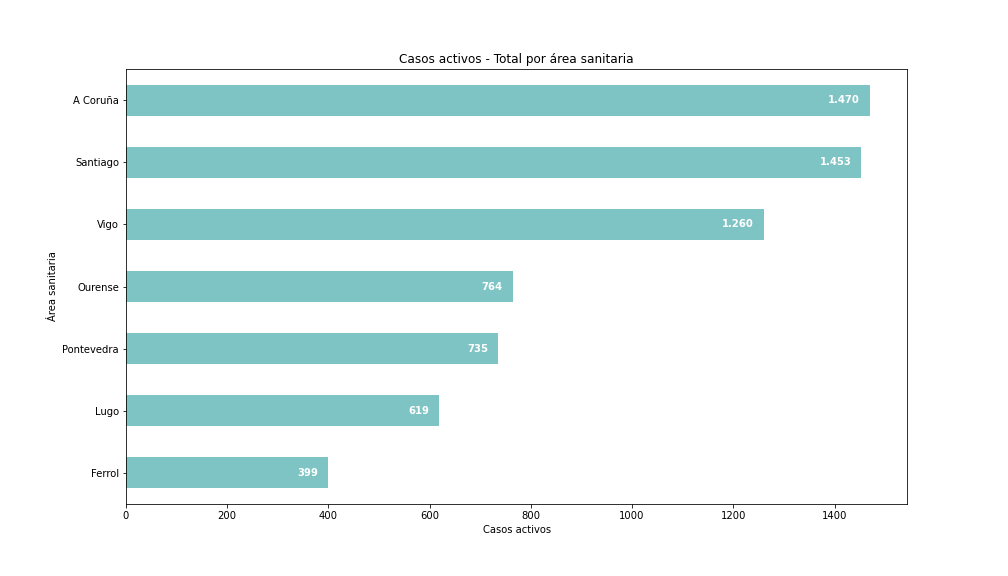 Casos activos - Total por área sanitaria
A Coruña 1.470
Santiago 1.453
Vigo 1.260
Ourense 764
Pontevedra 735
Lugo 619
Ferrol 399
Área sanitaria
0 200 400 600 800 1000 1200 1400
Casos activos